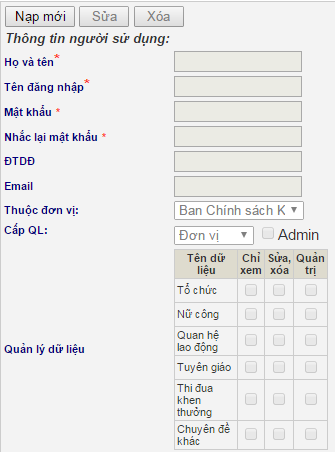 Nạp mới Sửa Xóa
Thông tin người sử dụng:
Họ và tên*
Tên đăng nhập*
Mật khẩu *
Nhắc lại mật khẩu *
ĐTDĐ
Email
Thuộc đơn vị: Ban Chính sách K
Cấp QL: Đơn vị Admin
Tên dữ Chỉ Sửa, Quản
liệu xem xóa trị
Tổ chức
Nữ công
Quan hệ
lao động
Quản lý dữ liệu
Tuyên giáo
Thi đua
khen
thưởng
Chuyên đề
khác